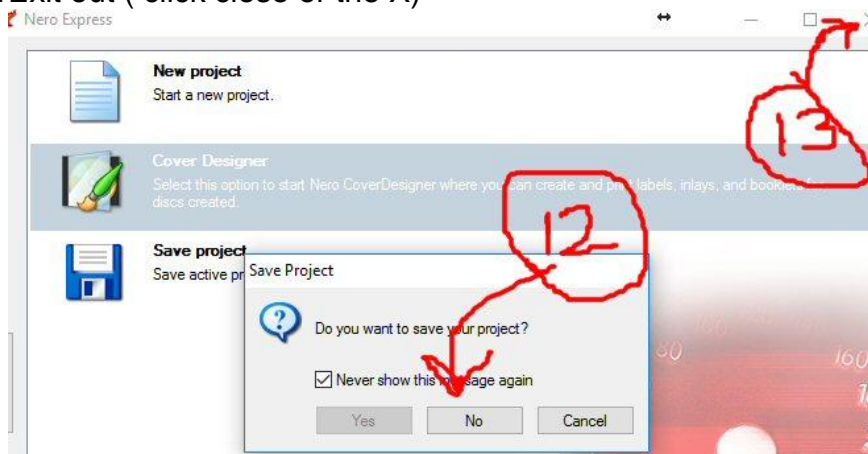 Exit out ( click close or the X)
Nero Express
New project
Start a new project.
Cover Designer
Select this option to start Nero CoverDesigner where you can create and print labels, inlays, and booklets
discs created.
Save project
Save active
Save Project
Do you want to save your project?
Never show this message again
Yes
No
Cancel
12
13
80
160